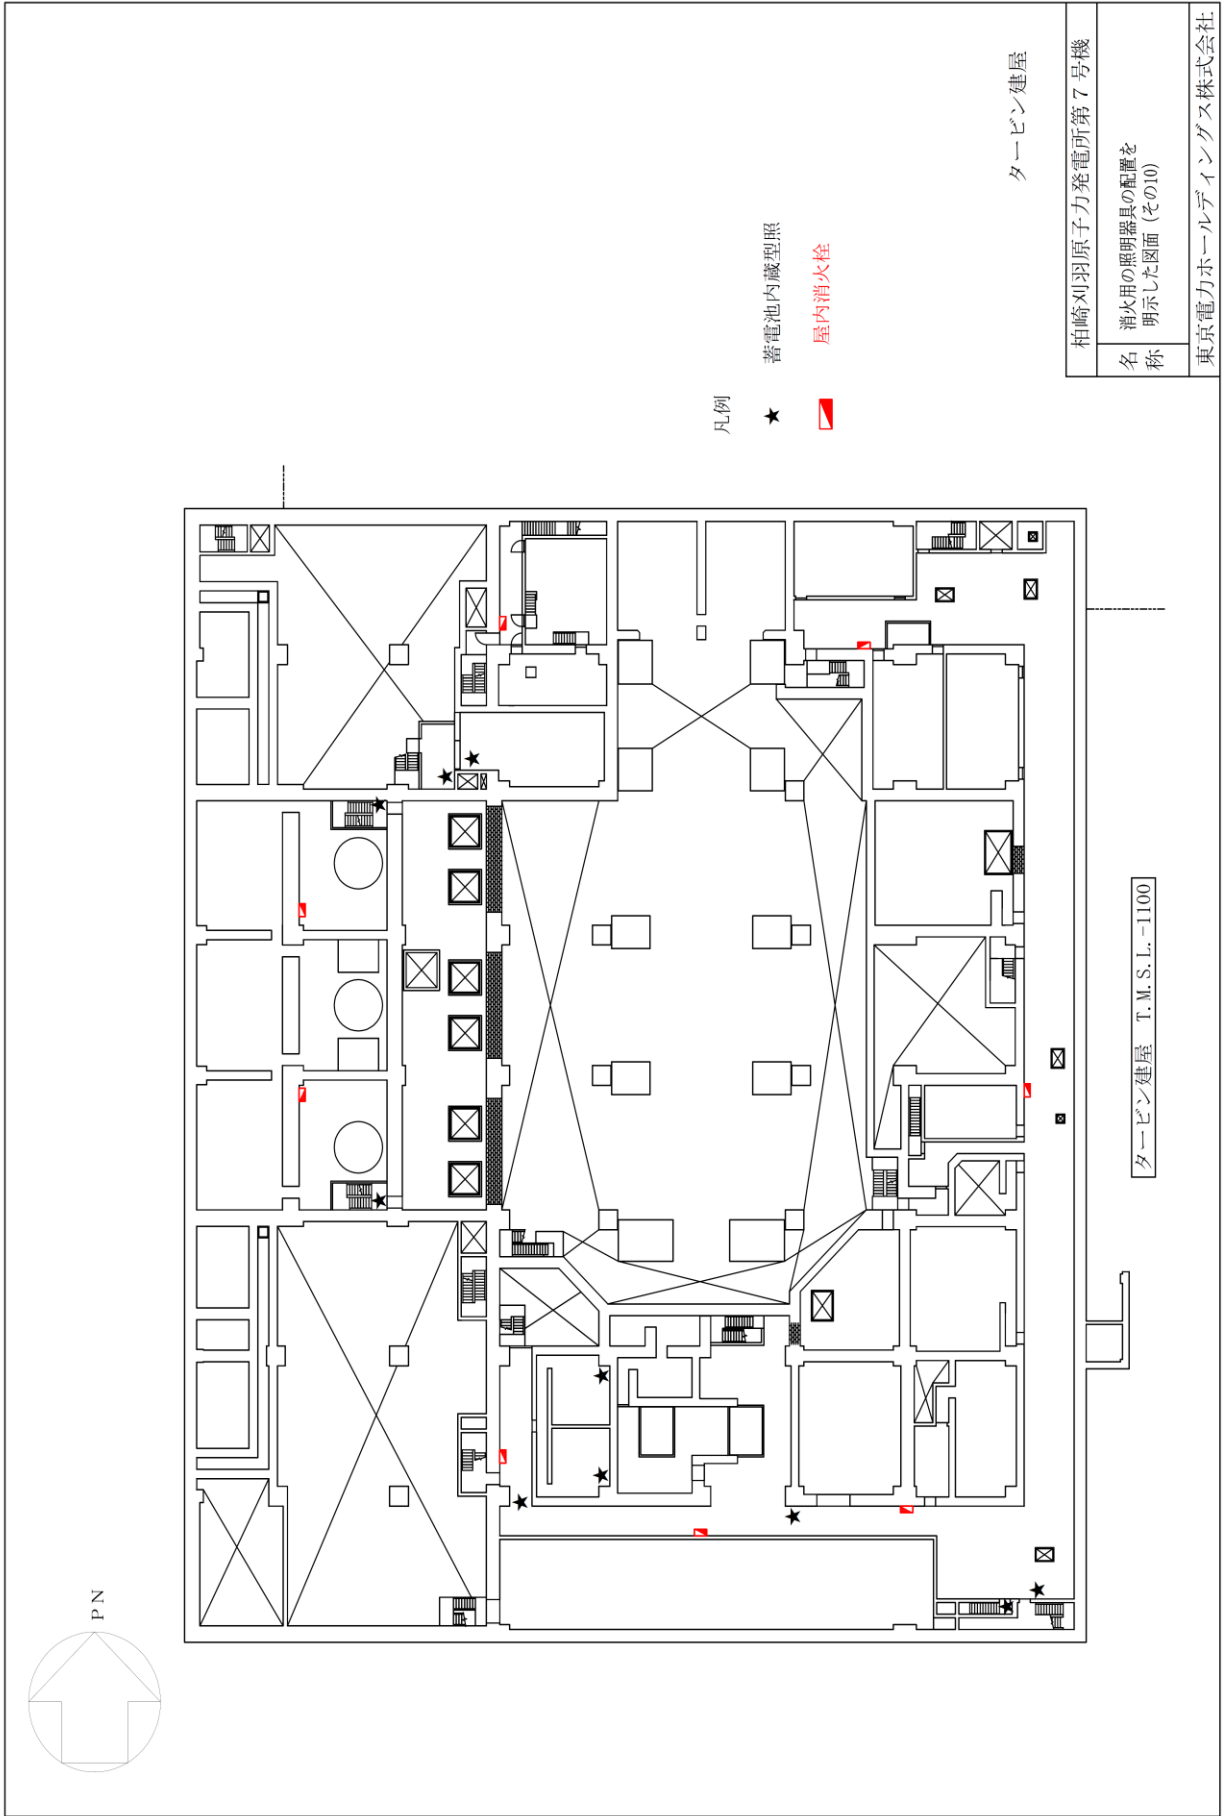 PN
タービン建屋 T.M.S.L.-1100
凡例
★ 蓄電池内蔵型照
屋内消火栓
タービン建屋
柏崎刈羽原子力発電所第7号機
名称
消火用の照明器具の配置を
明示した図面(その10)
東京電力ホールディングス株式会社